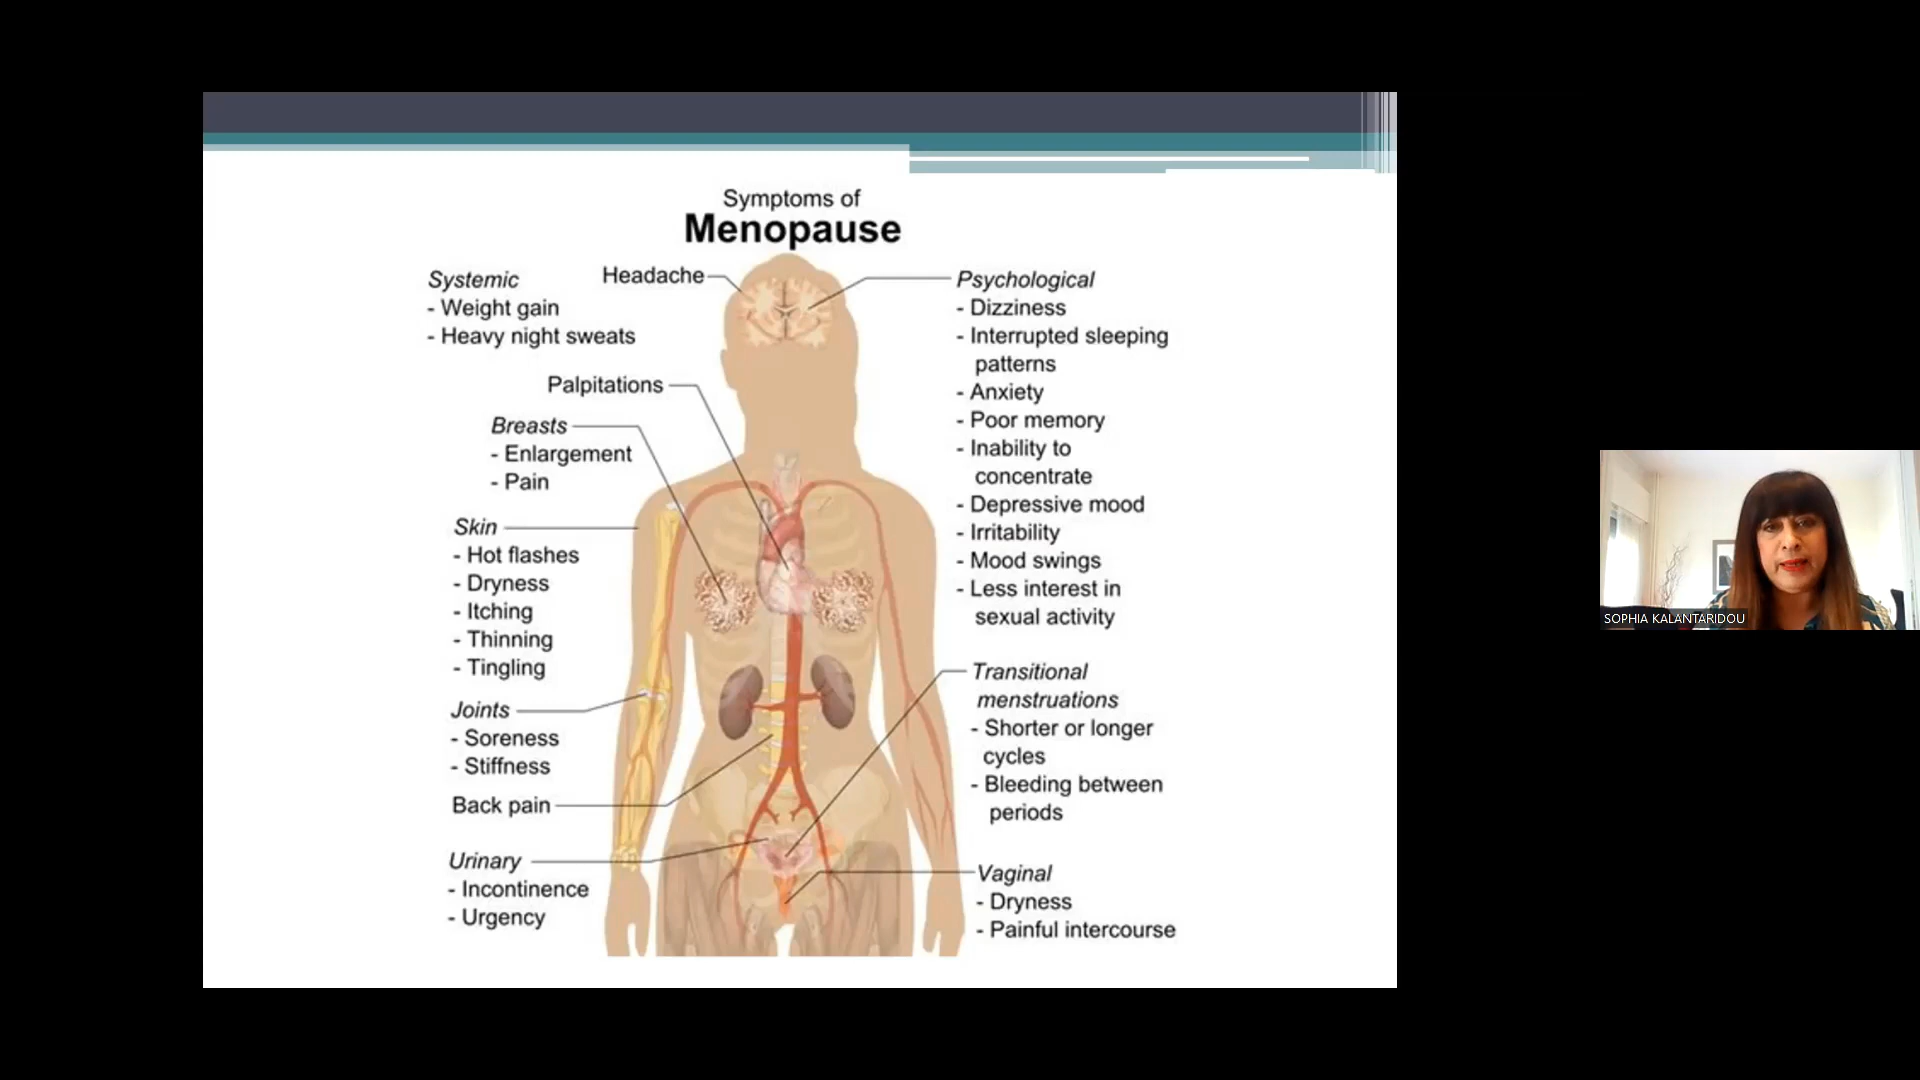 Symptoms of
Menopause
Headache
Systemic
- Weight gain
- Heavy night sweats
Palpitations
Breasts
- Enlargement
- Pain
Skin
- Hot flashes
- Dryness
- Itching
- Thinning
- Tingling
Joints
- Soreness
- Stiffness
Back pain
Urinary
- Incontinence
- Urgency
Psychological
- Dizziness
- Interrupted sleeping
patterns
- Anxiety
- Poor memory
- Inability to
concentrate
- Depressive mood
- Irritability
- Mood swings
- Less interest in
sexual activity
Transitional
menstruations
- Shorter or longer
cycles
- Bleeding between
periods
Vaginal
- Dryness
- Painful intercourse
SOPHIA KALANTARIDOU